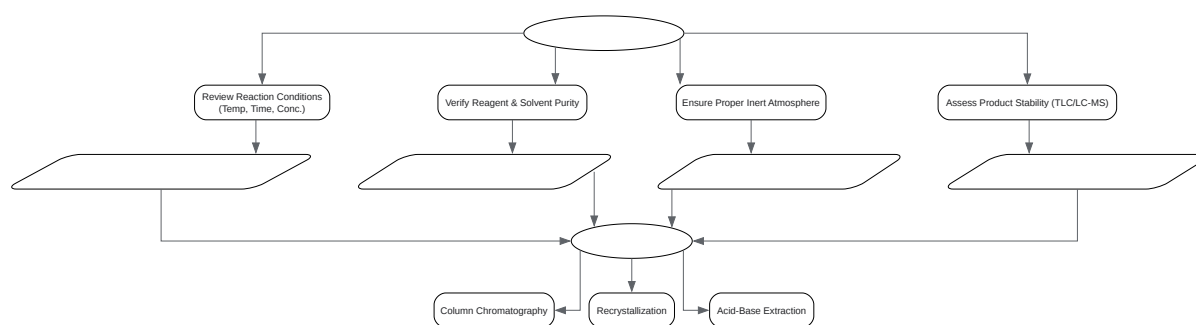 Review Reaction Conditions
(Temp, Time, Conc.)
Verify Reagent & Solvent Purity
Ensure Proper Inert Atmosphere
Assess Product Stability (TLC/LC-MS)
Column Chromatography
Recrystallization
Acid-Base Extraction